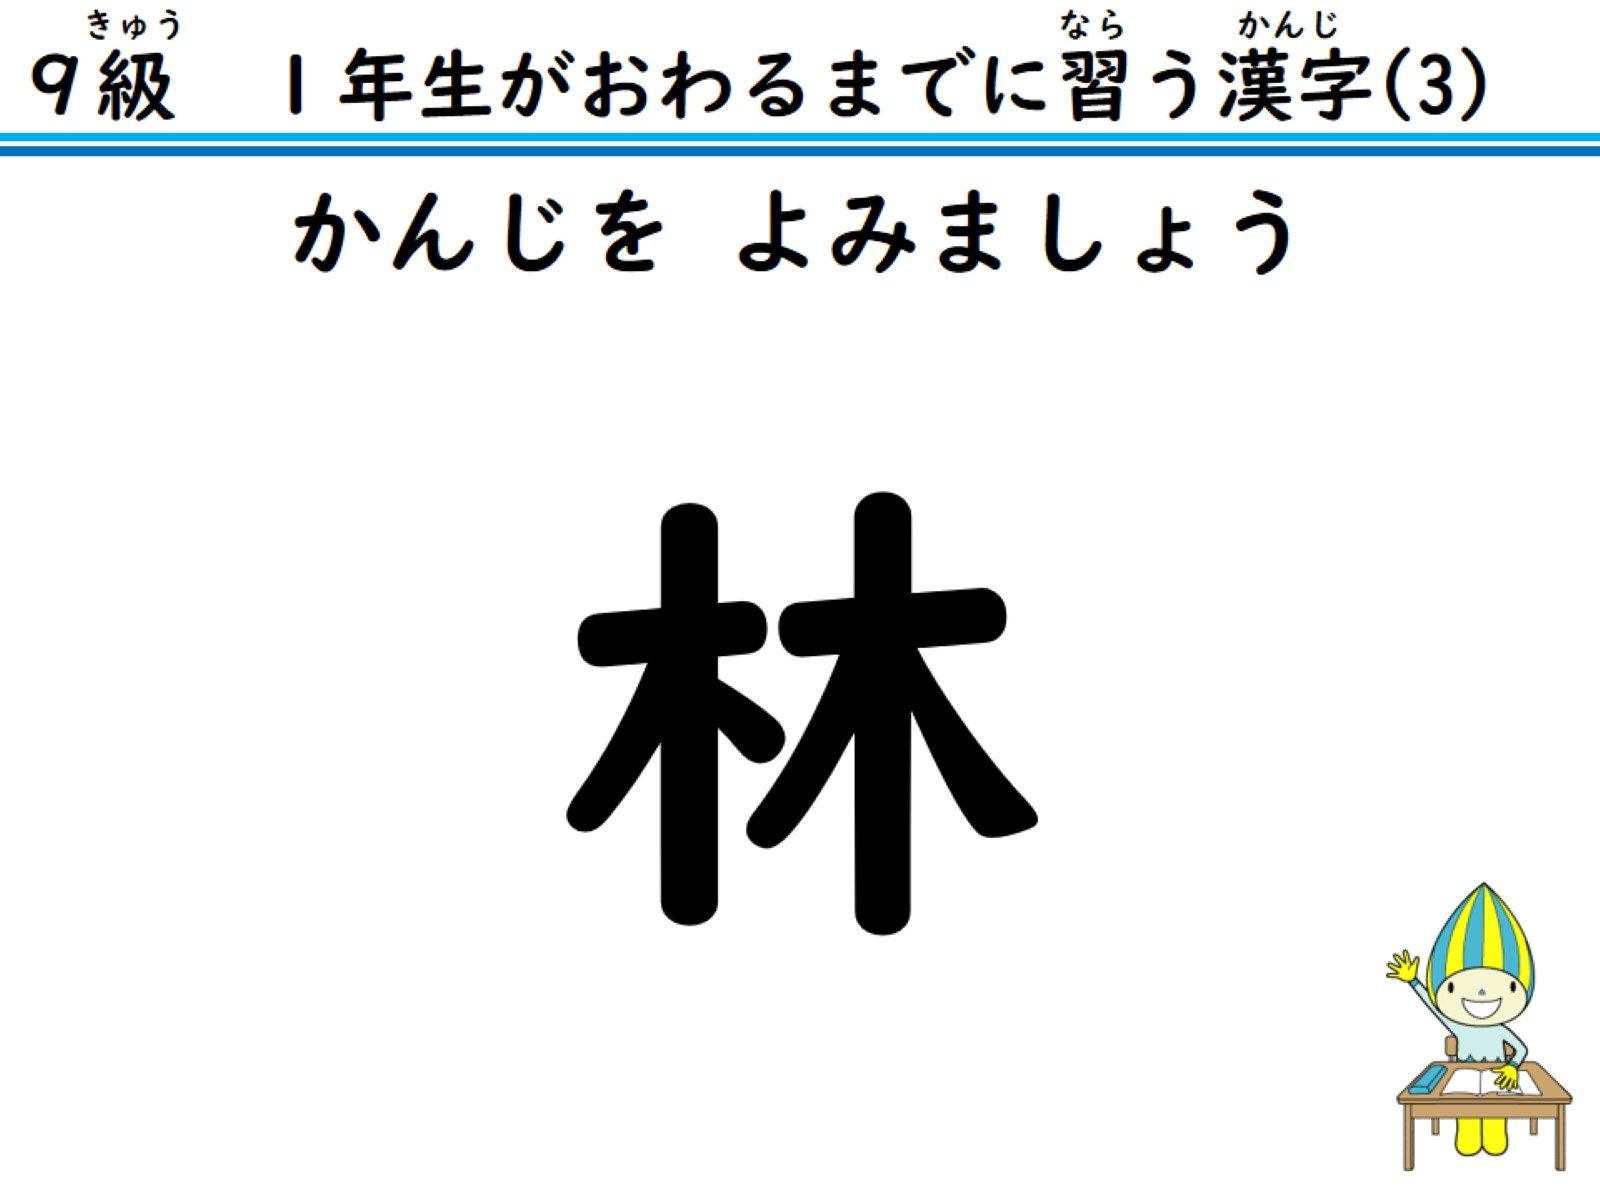 きゅう なら かんじ
9級 1年生がおわるまでに習う漢字(3)
かんじを よみましょう
林